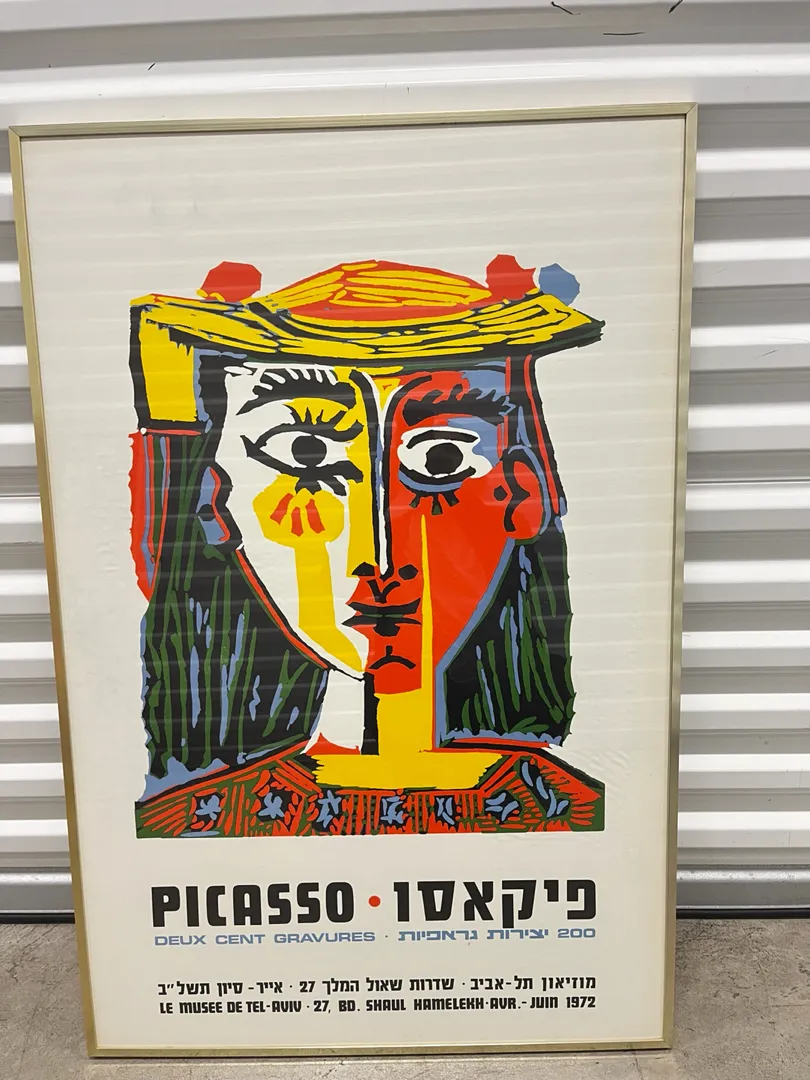 PICASSO • פיקאסו
DEUX CENT GRAVURES · 200 יצירות גראפיות
מוזיאון תל-אביב · שדרות שאול המלך 27 · אייר - סיון תשל״ב
LE MUSEE DE TEL-AVIV · 27, BD. SHAUL HAMELEKH · AVR. - JUIN 1972